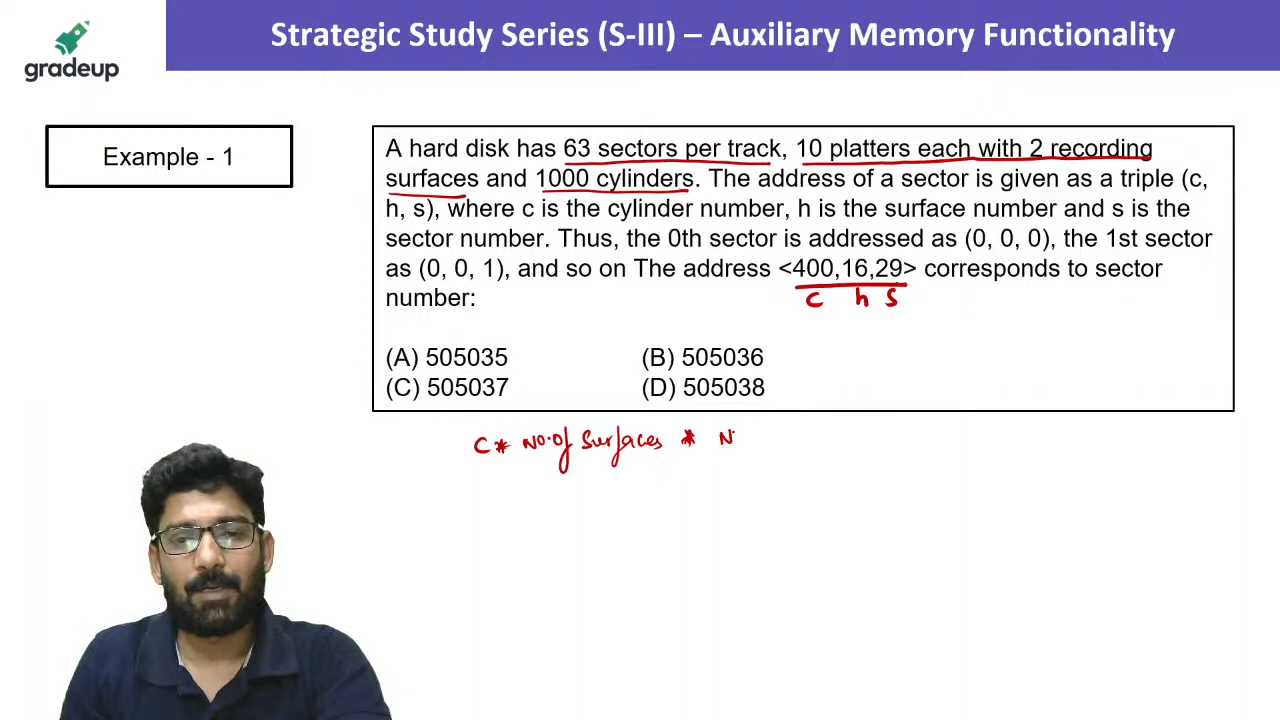 Strategic Study Series (S-III) – Auxiliary Memory Functionality
gradeup
Example - 1
A hard disk has 63 sectors per track, 10 platters each with 2 recording
surfaces and 1000 cylinders. The address of a sector is given as a triple (c,
h, s), where c is the cylinder number, h is the surface number and s is the
sector number. Thus, the 0th sector is addressed as (0, 0, 0), the 1st sector
as (0, 0, 1), and so on The address <400,16,29> corresponds to sector
number:
c h s
(A) 505035 (B) 505036
(C) 505037 (D) 505038
C * No. of Surfaces * N